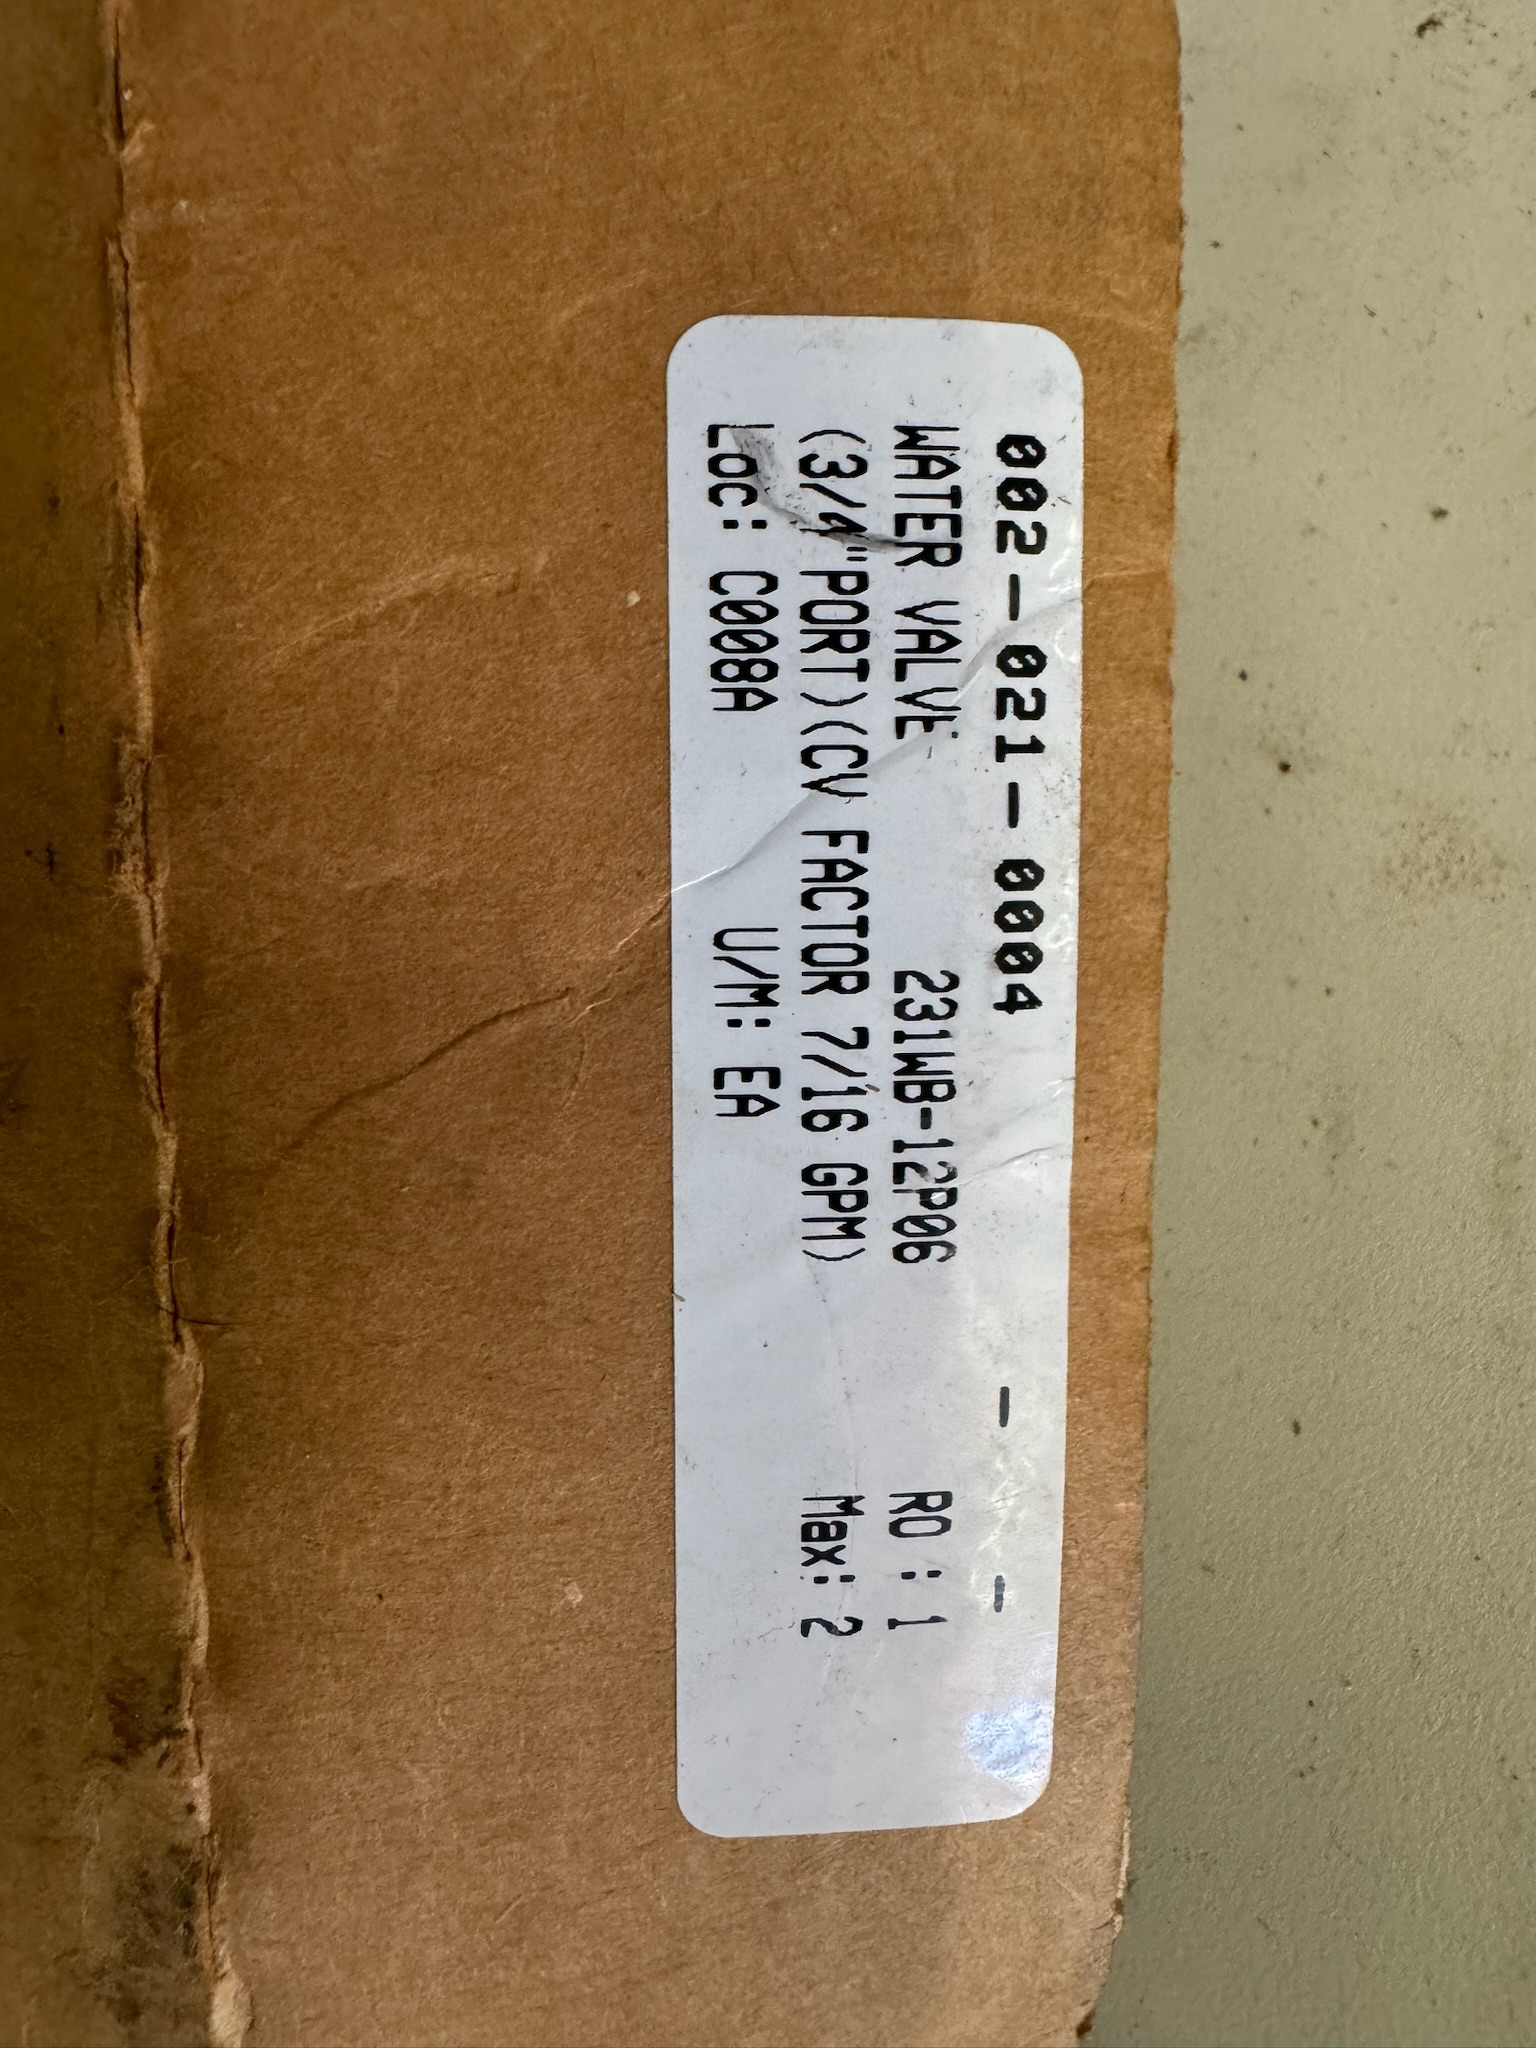 002-021-0004 - -
WATER VALVE 231WB-12P06 RO : 1
(3/4"PORT)(CV FACTOR 7/16 GPM) Max: 2
Loc: C008A U/M: EA